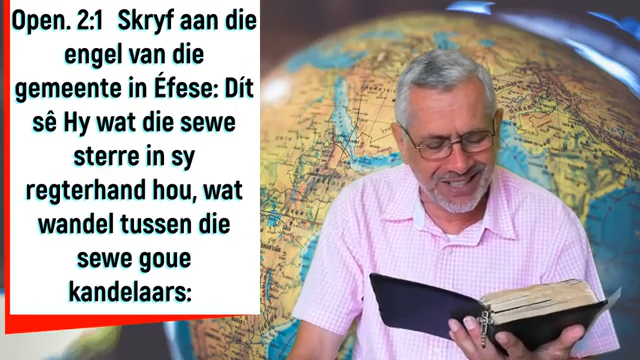 Open. 2:1 Skryf aan die
engel van die
gemeente in Éfese: Dít
sê Hy wat die sewe
sterre in sy
regterhand hou, wat
wandel tussen die
sewe goue
kandelaars: